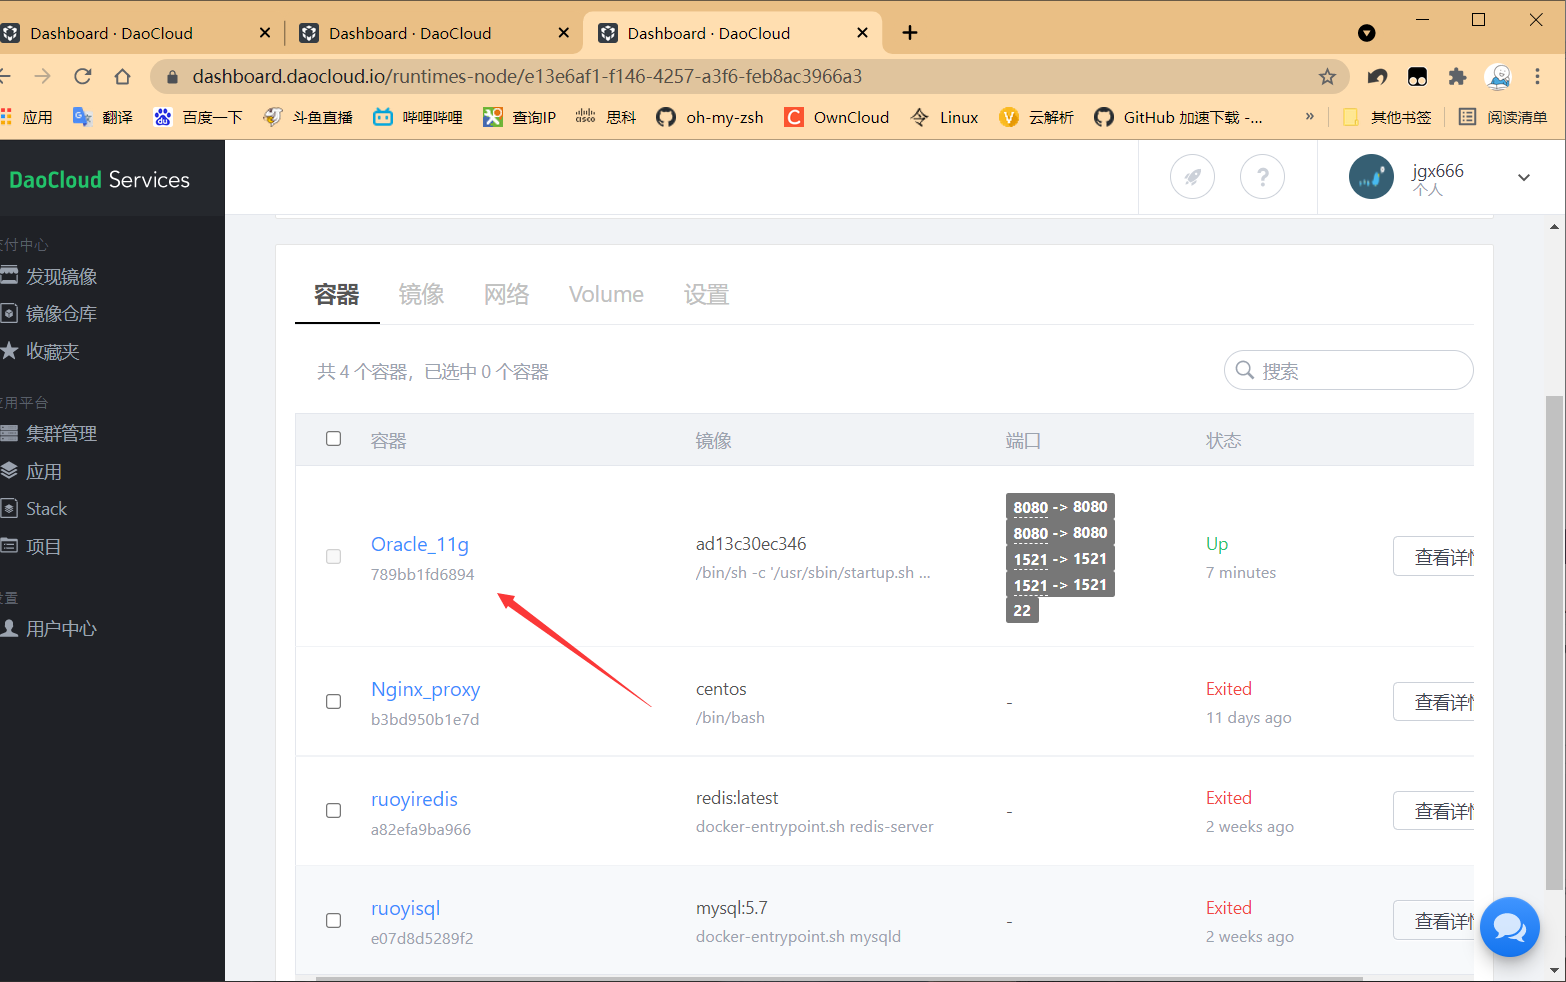 Dashboard · DaoCloud
Dashboard · DaoCloud
Dashboard · DaoCloud
dashboard.daocloud.io/runtimes-node/e13e6af1-f146-4257-a3f6-feb8ac3966a3
应用 翻译 百度一下 斗鱼直播 哔哩哔哩 查询IP 思科 oh-my-zsh OwnCloud Linux 云解析 GitHub 加速下载 -... » 其他书签 阅读清单
DaoCloud Services
jgx666
个人
付中心
发现镜像
镜像仓库
收藏夹
用平台
集群管理
应用
Stack
项目
置
用户中心
容器 镜像 网络 Volume 设置
共 4 个容器，已选中 0 个容器
搜索
容器 镜像 端口 状态
Oracle_11g
789bb1fd6894
ad13c30ec346
/bin/sh -c '/usr/sbin/startup.sh ...
8080 -> 8080
8080 -> 8080
1521 -> 1521
1521 -> 1521
22
Up
7 minutes
查看详情
Nginx_proxy
b3bd950b1e7d
centos
/bin/bash
-
Exited
11 days ago
查看详情
ruoyiredis
a82efa9ba966
redis:latest
docker-entrypoint.sh redis-server
-
Exited
2 weeks ago
查看详情
ruoyisql
e07d8d5289f2
mysql:5.7
docker-entrypoint.sh mysqld
-
Exited
2 weeks ago
查看详情